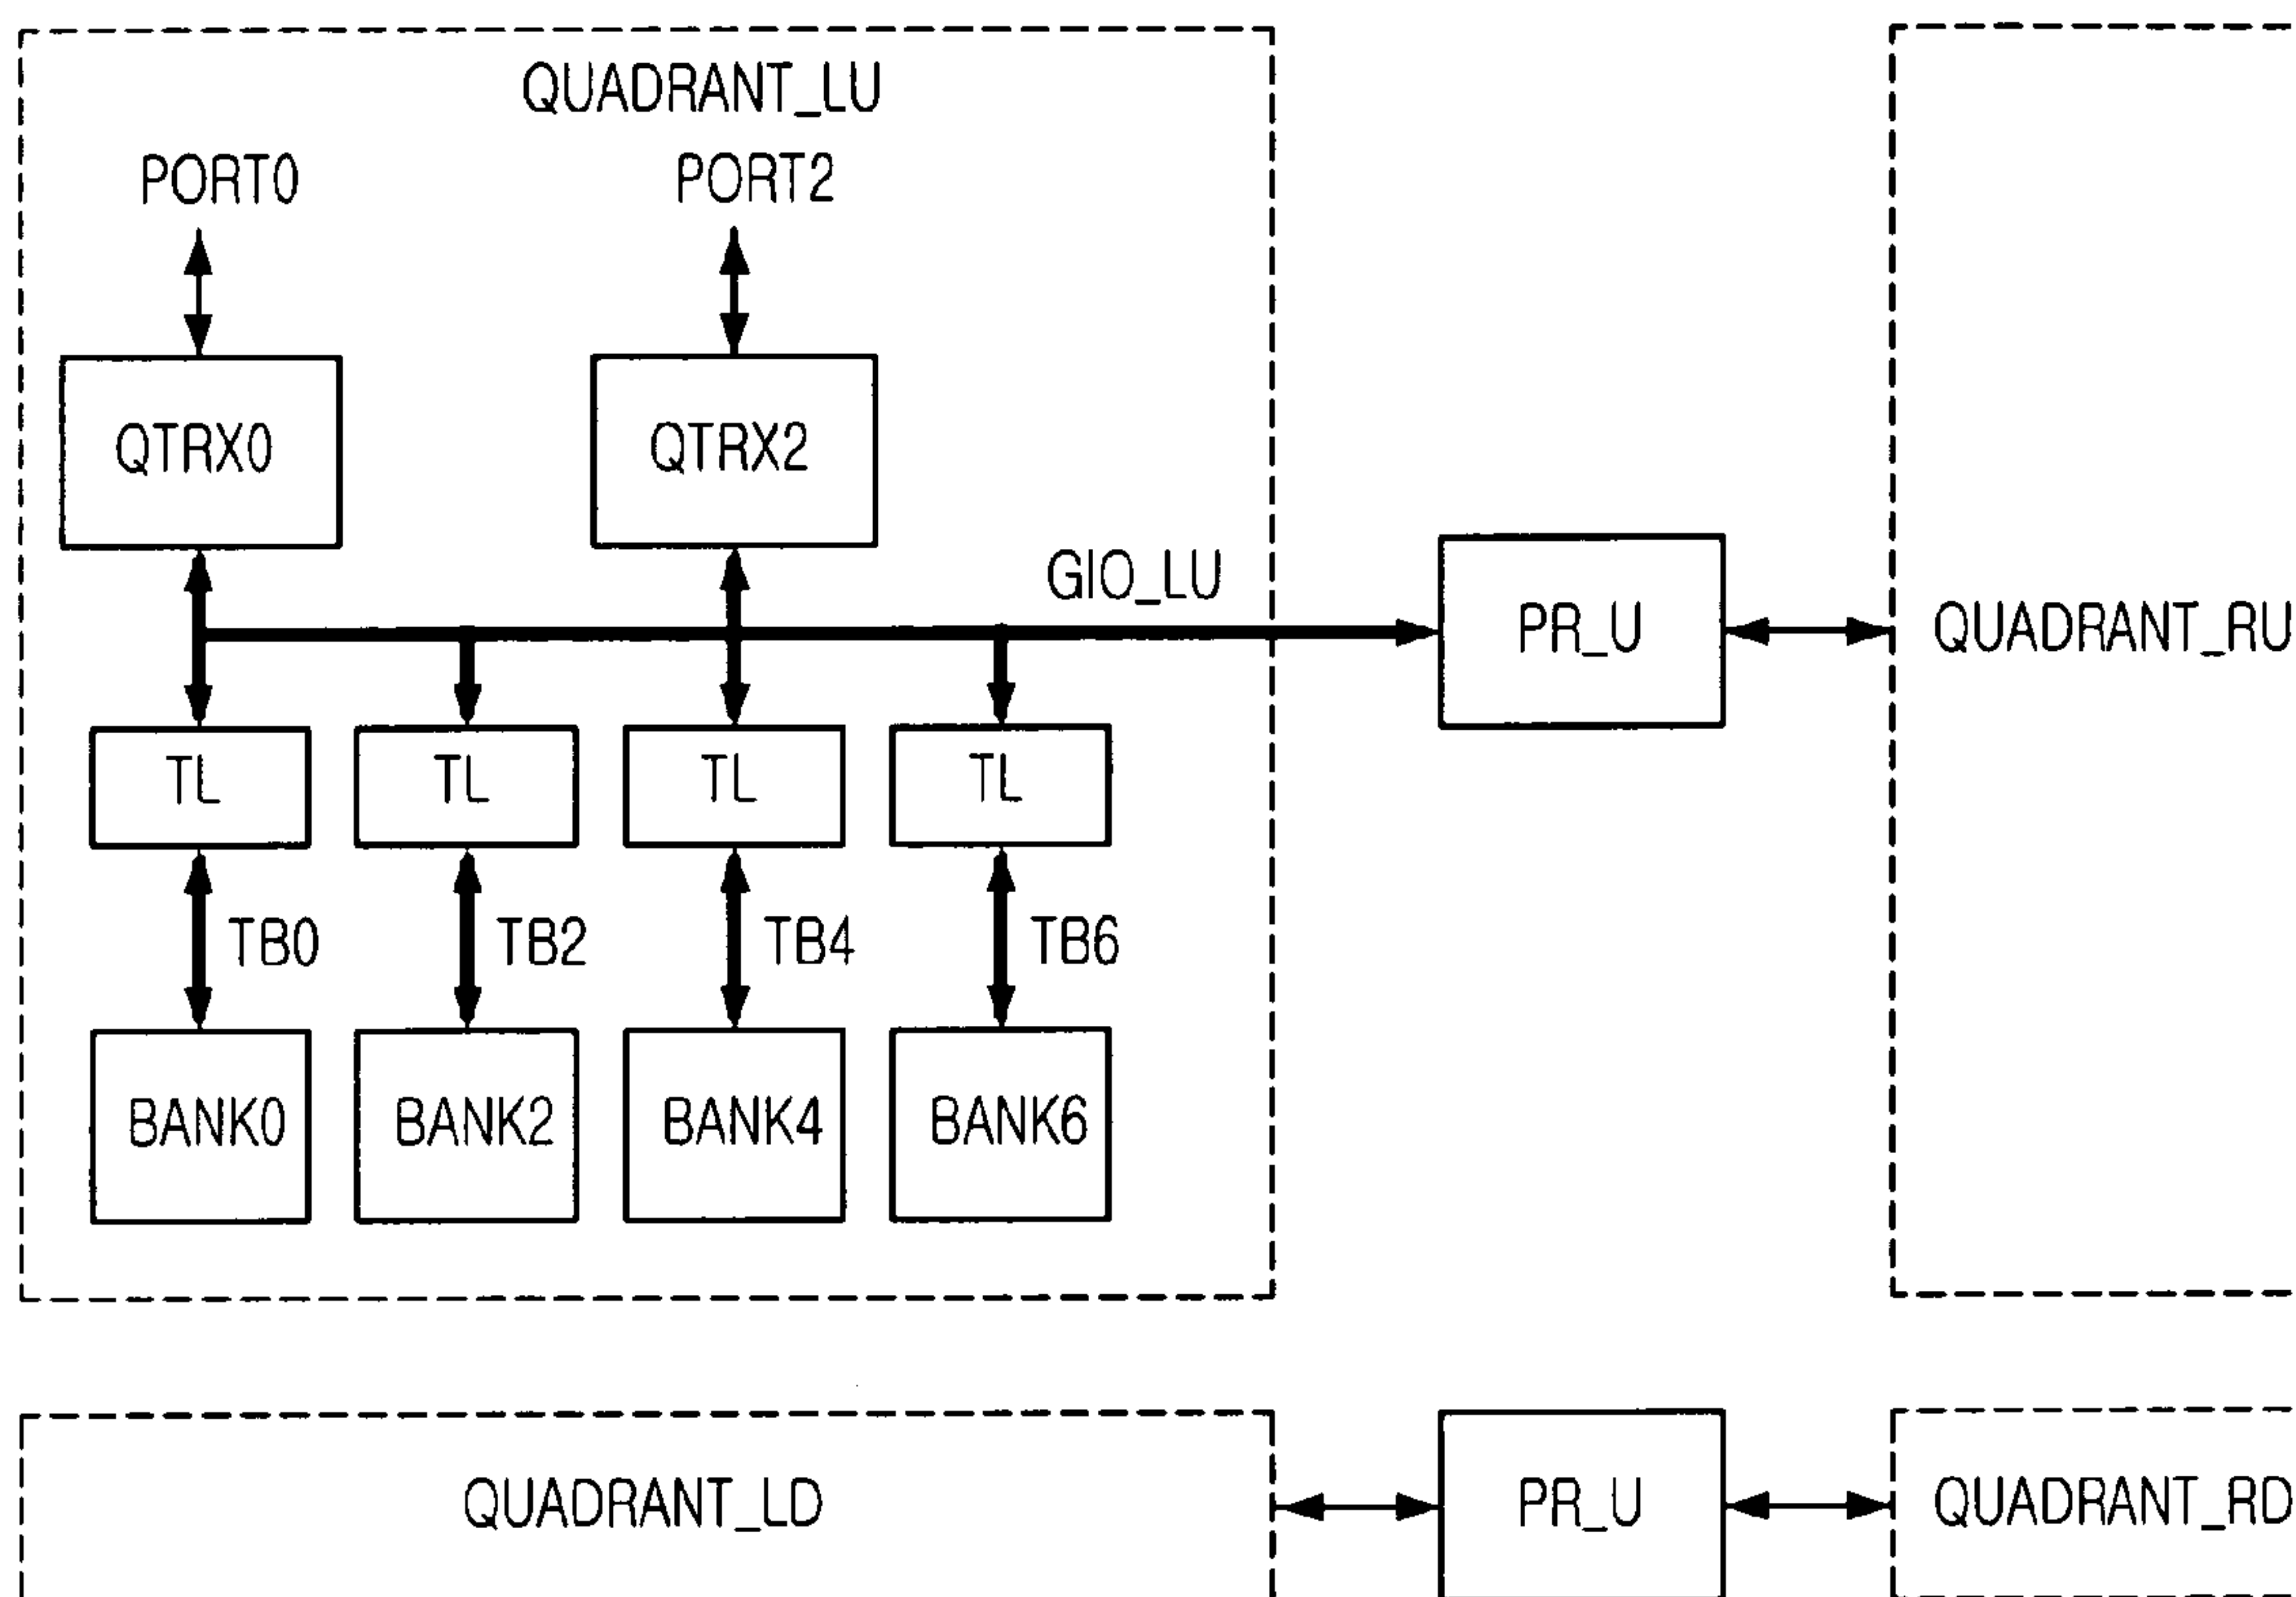 QUADRANT_LU
PORT0 PORT2
QTRX0 QTRX2
GIO_LU
PR_U QUADRANT_RU
TL TL TL TL
TB0 TB2 TB4 TB6
BANK0 BANK2 BANK4 BANK6
QUADRANT_LD PR_U QUADRANT_RD